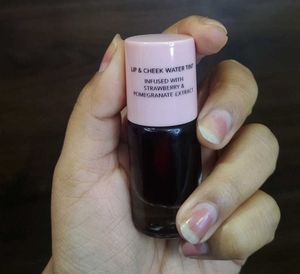 LIP & CHEEK WATER TINT
INFUSED WITH
STRAWBERRY &
POMEGRANATE EXTRACT